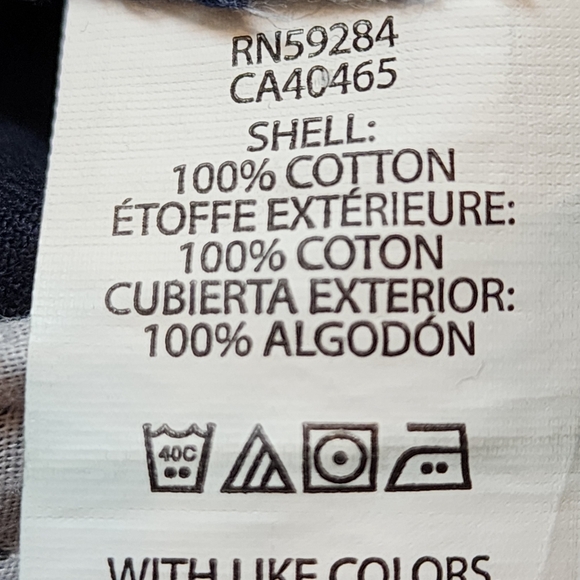 RN59284
CA40465
SHELL:
100% COTTON
ÉTOFFE EXTÉRIEURE:
100% COTON
CUBIERTA EXTERIOR:
100% ALGODÓN
40C
WITH LIKE COLORS